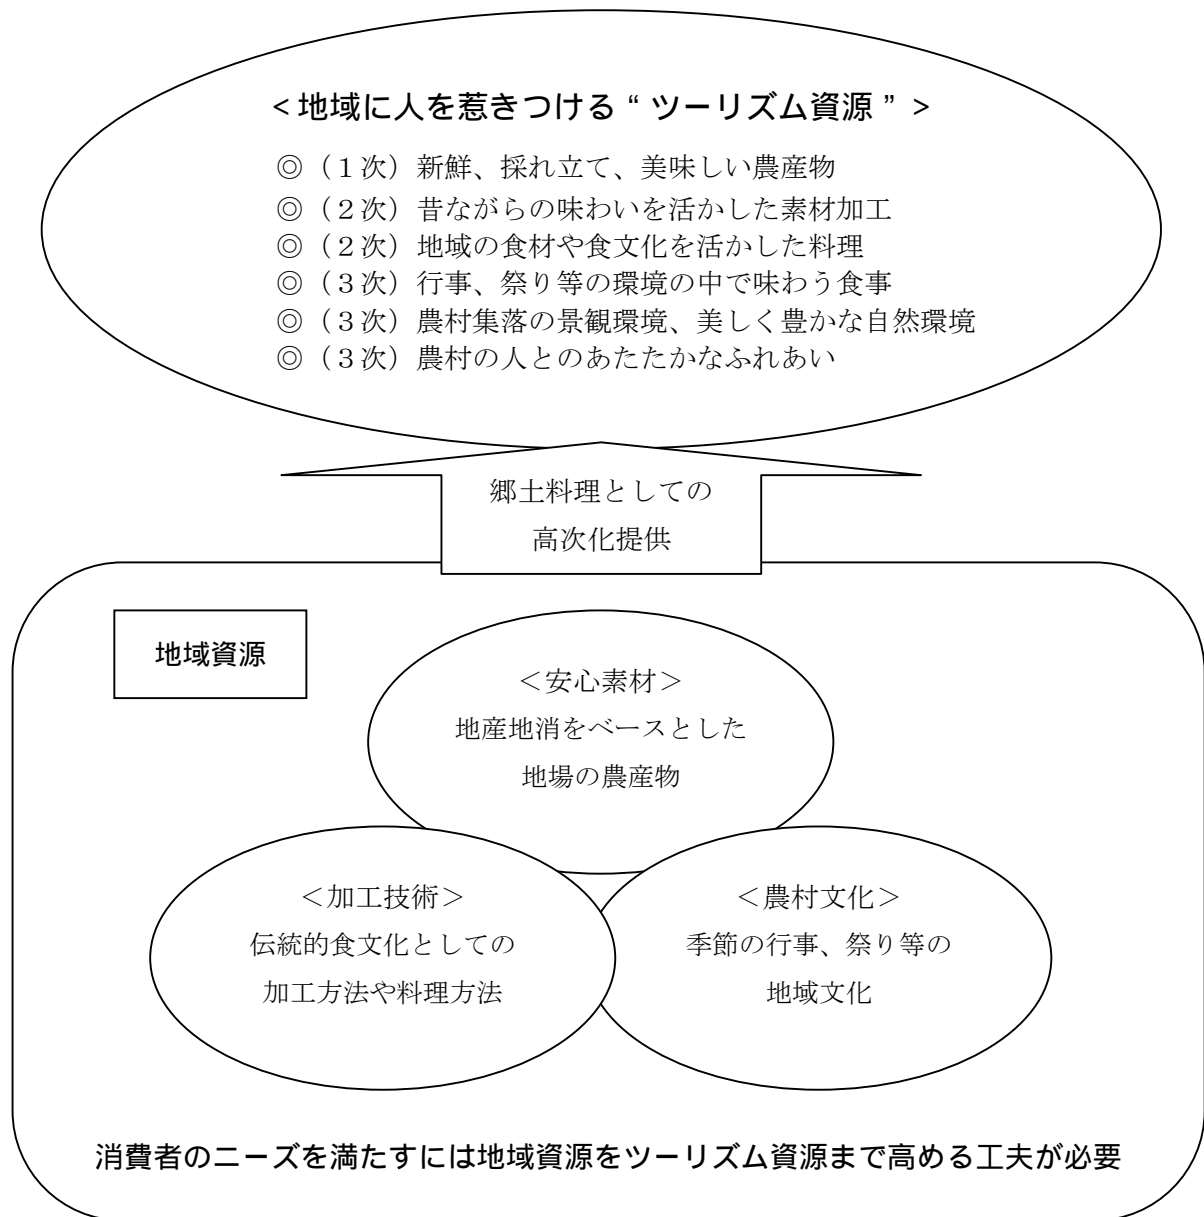 ＜地域に人を惹きつける“ツーリズム資源”＞
◎（１次）新鮮、採れ立て、美味しい農産物
◎（２次）昔ながらの味わいを活かした素材加工
◎（２次）地域の食材や食文化を活かした料理
◎（３次）行事、祭り等の環境の中で味わう食事
◎（３次）農村集落の景観環境、美しく豊かな自然環境
◎（３次）農村の人とのあたたかなふれあい
郷土料理としての
高次化提供
地域資源
＜安心素材＞
地産地消をベースとした
地場の農産物
＜加工技術＞
伝統的食文化としての
加工方法や料理方法
＜農村文化＞
季節の行事、祭り等の
地域文化
消費者のニーズを満たすには地域資源をツーリズム資源まで高める工夫が必要